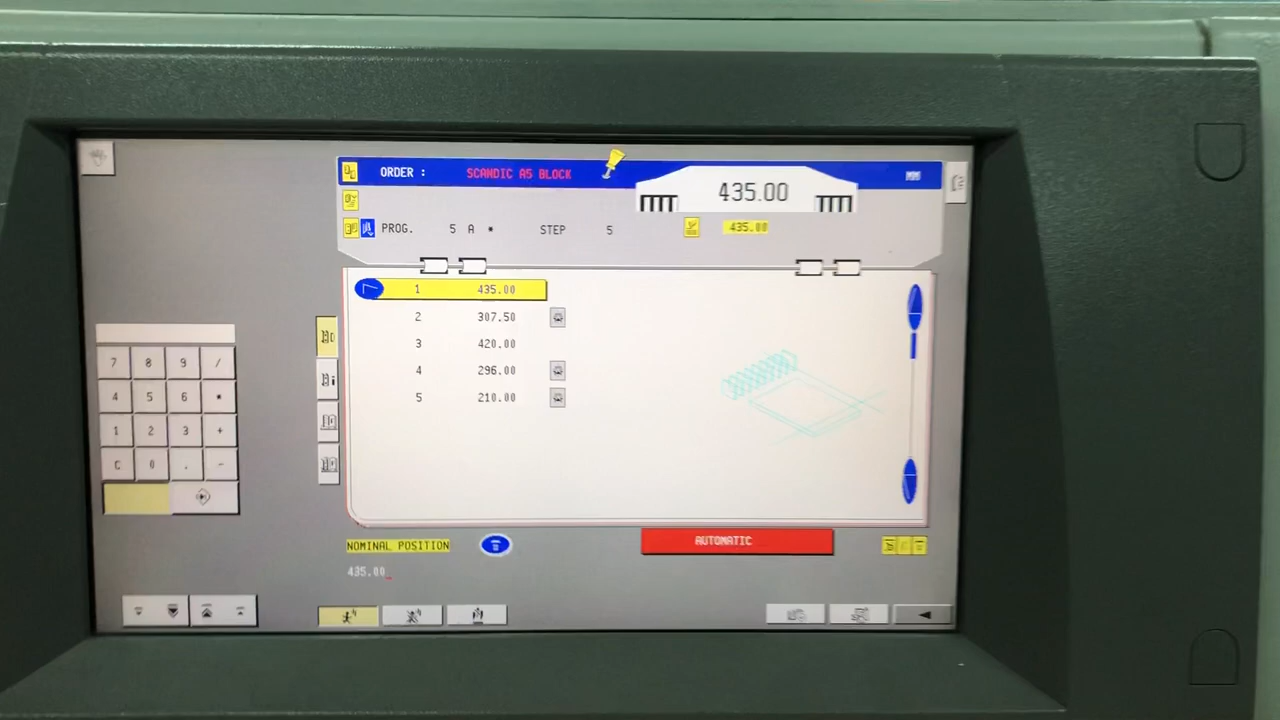 ORDER : SCANDIC A5 BLOCK MM
435.00
PROG. 5 A * STEP 5 435.00
1 435.00
2 307.50
3 420.00
4 296.00
5 210.00
7 8 9 /
4 5 6 *
1 2 3 +
C 0 . -
NOMINAL POSITION AUTOMATIC
435.00_